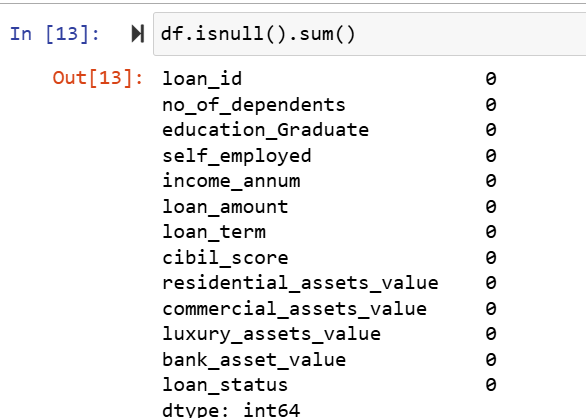 In [13]: df.isnull().sum()
Out[13]: loan_id 0
no_of_dependents 0
education_Graduate 0
self_employed 0
income_annum 0
loan_amount 0
loan_term 0
cibil_score 0
residential_assets_value 0
commercial_assets_value 0
luxury_assets_value 0
bank_asset_value 0
loan_status 0
dtype: int64